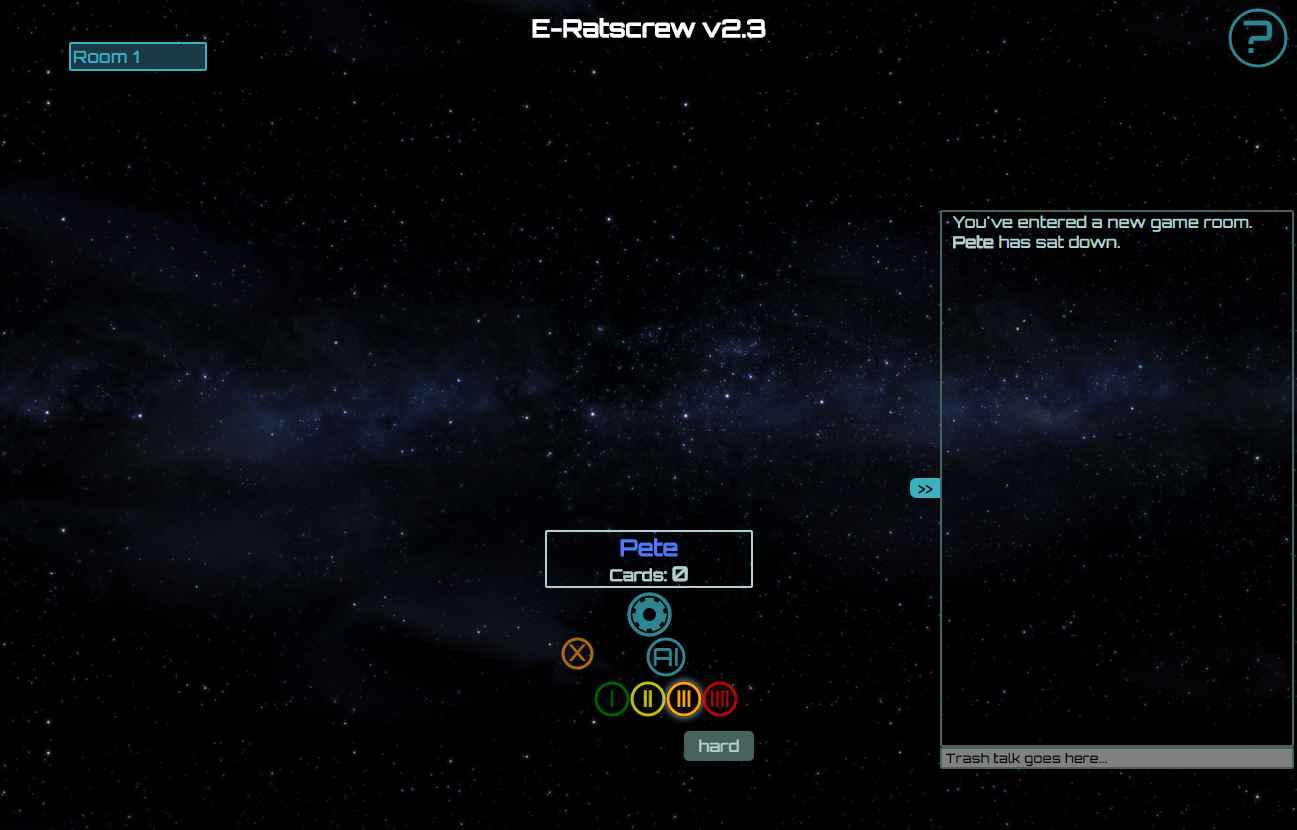 E-Ratscrew v2.3
?
Room 1
You've entered a new game room.
Pete has sat down.
>>
Pete
Cards: 0
X
AI
I II III IIII
hard
Trash talk goes here...